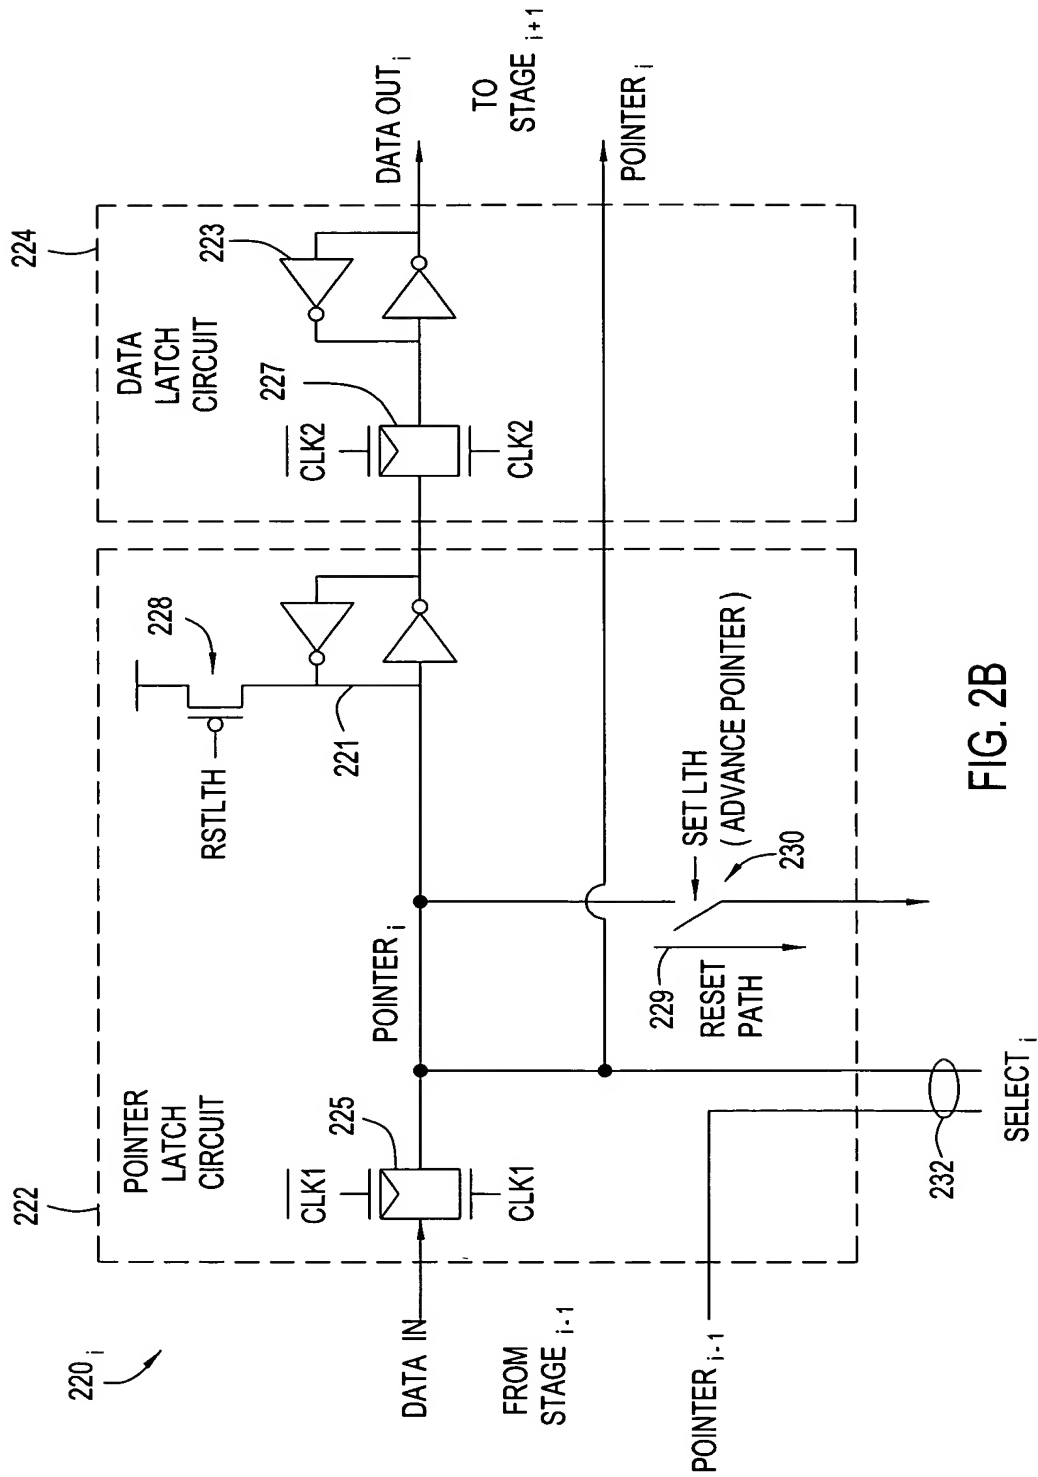 220 i
222
POINTER
LATCH
CIRCUIT
DATA IN
FROM
STAGE i-1
POINTER i-1
CLK1
225
CLK1
POINTER i
RSTLTH
228
221
SET LTH
(ADVANCE POINTER)
230
229
RESET
PATH
232
SELECT i
224
DATA
LATCH
CIRCUIT
CLK2
227
CLK2
223
DATA OUT i
TO
STAGE i+1
POINTER i
FIG. 2B